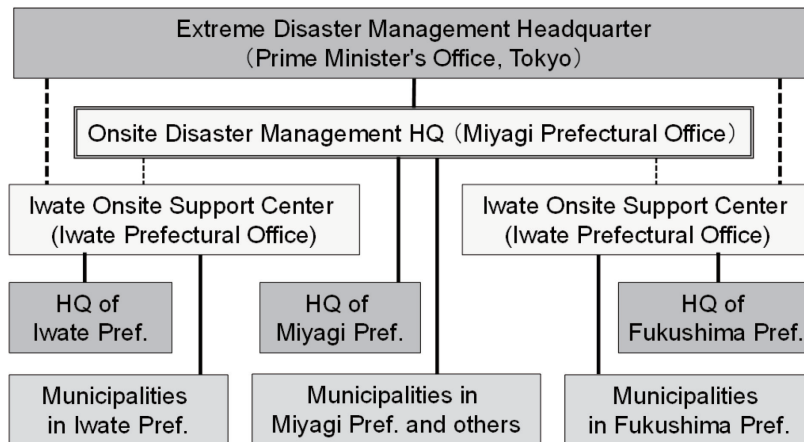 Extreme Disaster Management Headquarter
（Prime Minister's Office, Tokyo）
Onsite Disaster Management HQ（Miyagi Prefectural Office）
Iwate Onsite Support Center
(Iwate Prefectural Office)
Iwate Onsite Support Center
(Iwate Prefectural Office)
HQ of
Iwate Pref.
HQ of
Miyagi Pref.
HQ of
Fukushima Pref.
Municipalities
in Iwate Pref.
Municipalities in
Miyagi Pref. and others
Municipalities
in Fukushima Pref.